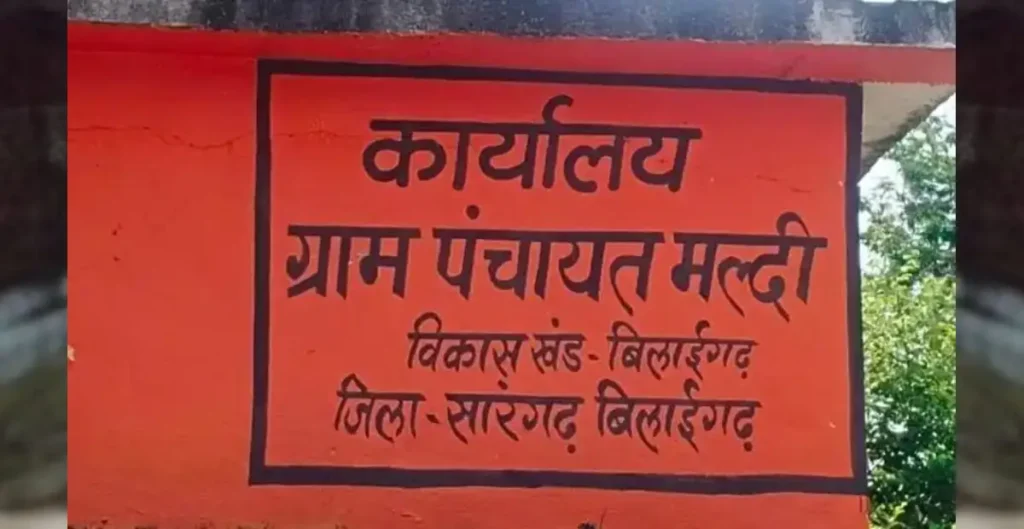 कार्यालय
ग्राम पंचायत मल्दी
विकास खंड - बिलाईगढ़
जिला - सारंगढ़ बिलाईगढ़